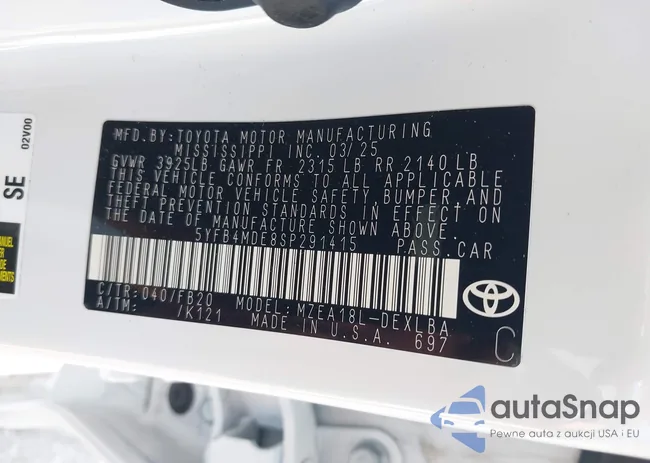 MFD.BY:TOYOTA MOTOR MANUFACTURING
MISSISSIPPI, INC. 03/25
GVWR 3925LB GAWR FR 2315 LB RR 2140 LB
THIS VEHICLE CONFORMS TO ALL APPLICABLE
FEDERAL MOTOR VEHICLE SAFETY, BUMPER, AND
THEFT PREVENTION STANDARDS IN EFFECT ON
THE DATE OF MANUFACTURE SHOWN ABOVE.
5YFB4MDE8SP291415 PASS.CAR
C/TR:040/FB20 MODEL:MZEA18L-DEXLBA
A/TM: /K121 MADE IN U.S.A. 697
C
SE
02V00
autaSnap
Pewne auta z aukcji USA i EU